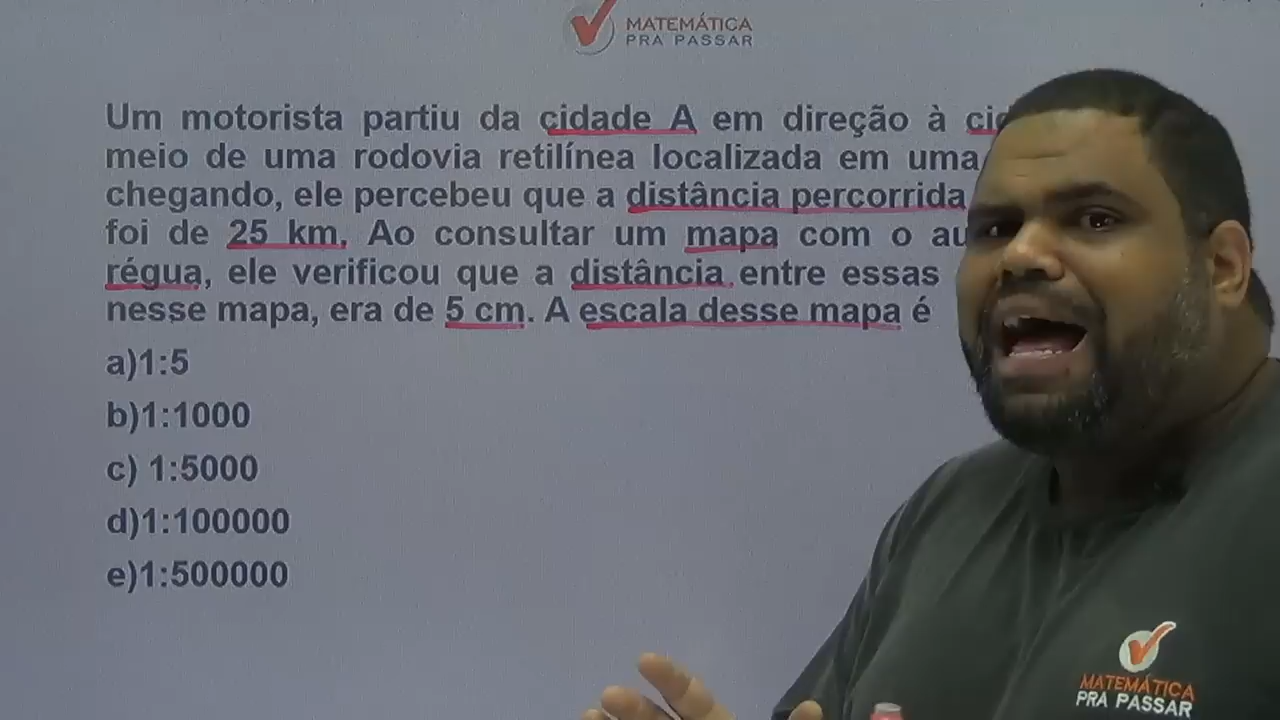 MATEMÁTICA
PRA PASSAR
Um motorista partiu da cidade A em direção à
meio de uma rodovia retilínea localizada em uma
chegando, ele percebeu que a distância percorrida
foi de 25 km. Ao consultar um mapa com o
régua, ele verificou que a distância entre essas
nesse mapa, era de 5 cm. A escala desse mapa é
a)1:5
b)1:1000
c) 1:5000
d)1:100000
e)1:500000
MATEMÁTICA
PRA PASSAR